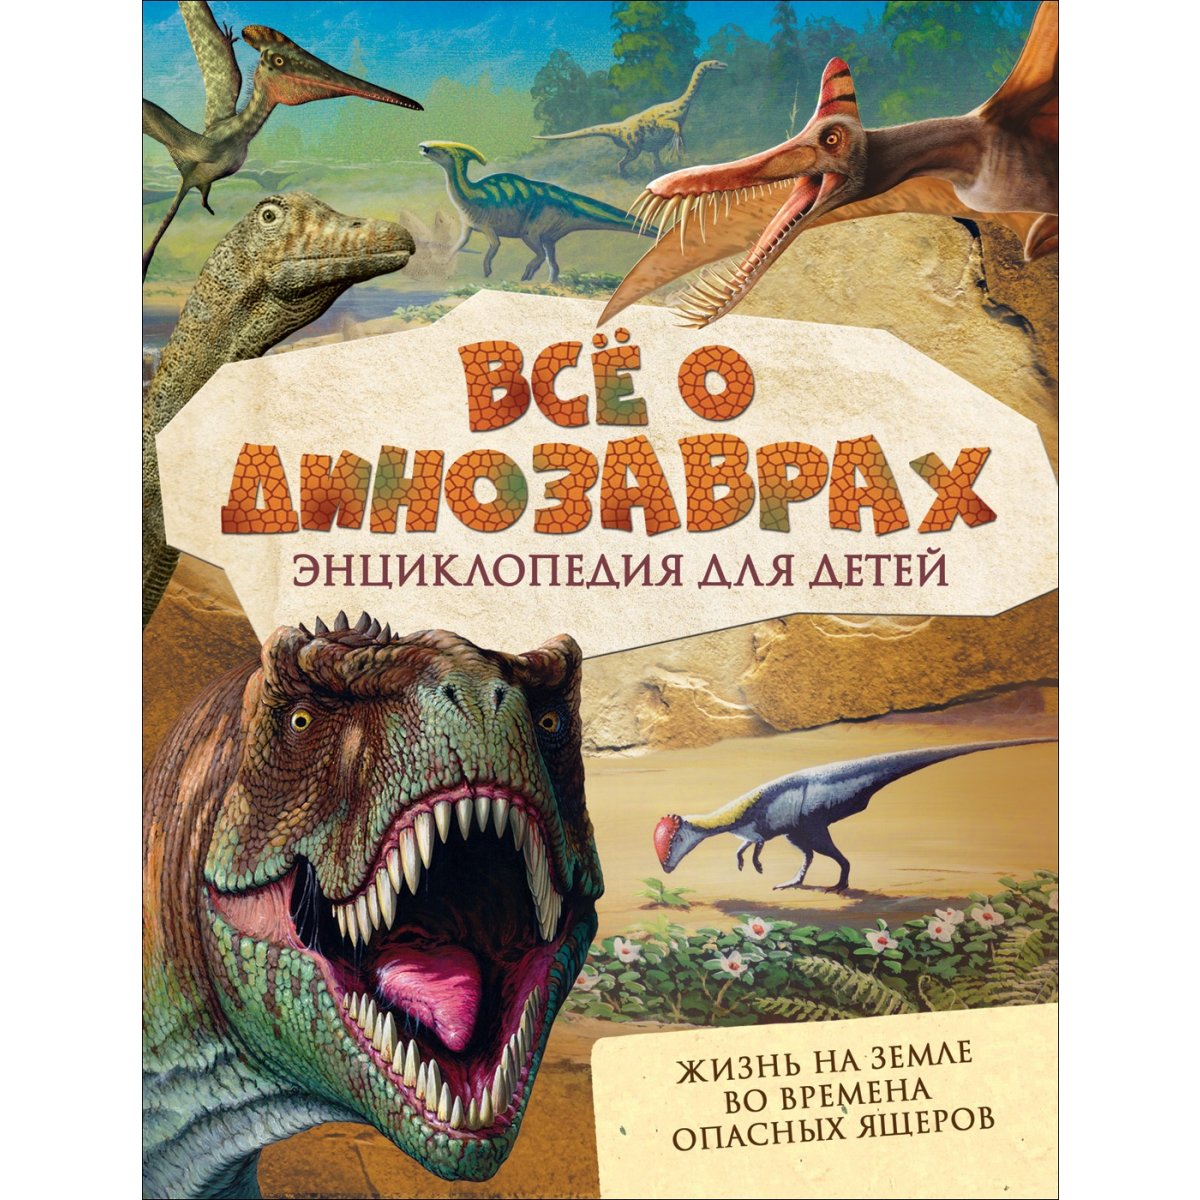 ВСЁ О
ДИНОЗАВРАХ
ЭНЦИКЛОПЕДИЯ ДЛЯ ДЕТЕЙ
ЖИЗНЬ НА ЗЕМЛЕ
ВО ВРЕМЕНА
ОПАСНЫХ ЯЩЕРОВ